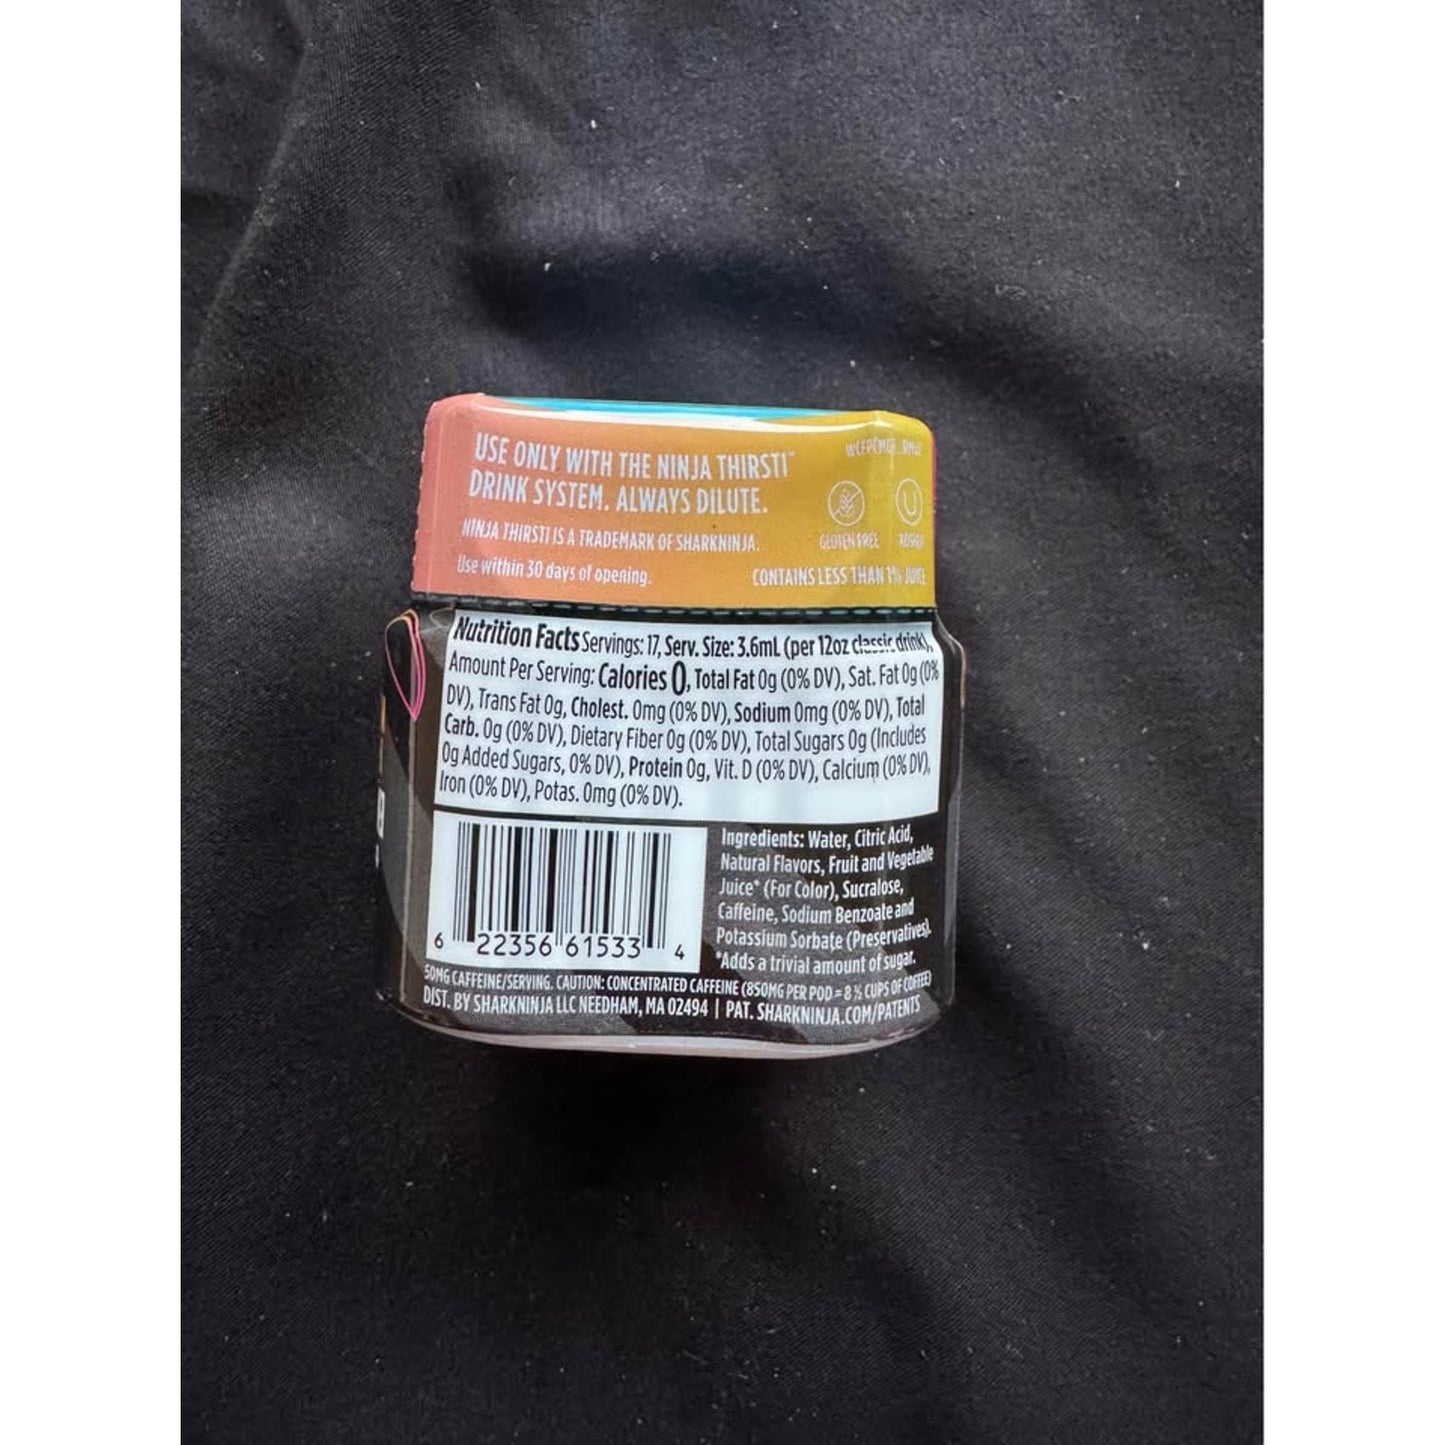 USE ONLY WITH THE NINJA THIRSTI™
DRINK SYSTEM. ALWAYS DILUTE.
NINJA THIRSTI IS A TRADEMARK OF SHARKNINJA.
Use within 30 days of opening.
GLUTEN FREE
U
KOSHER
CONTAINS LESS THAN 1% JUICE
Nutrition Facts Servings: 17, Serv. Size: 3.6mL (per 12oz classic drink),
Amount Per Serving: Calories 0, Total Fat 0g (0% DV), Sat. Fat 0g (0%
DV), Trans Fat 0g, Cholest. 0mg (0% DV), Sodium 0mg (0% DV), Total
Carb. 0g (0% DV), Dietary Fiber 0g (0% DV), Total Sugars 0g (Includes
0g Added Sugars, 0% DV), Protein 0g, Vit. D (0% DV), Calcium (0% DV),
Iron (0% DV), Potas. 0mg (0% DV).
6 22356 61533 4
Ingredients: Water, Citric Acid,
Natural Flavors, Fruit and Vegetable
Juice* (For Color), Sucralose,
Caffeine, Sodium Benzoate and
Potassium Sorbate (Preservatives).
*Adds a trivial amount of sugar.
50MG CAFFEINE/SERVING. CAUTION: CONCENTRATED CAFFEINE (850MG PER POD = 8 ½ CUPS OF COFFEE)
DIST. BY SHARKNINJA LLC NEEDHAM, MA 02494 | PAT. SHARKNINJA.COM/PATENTS